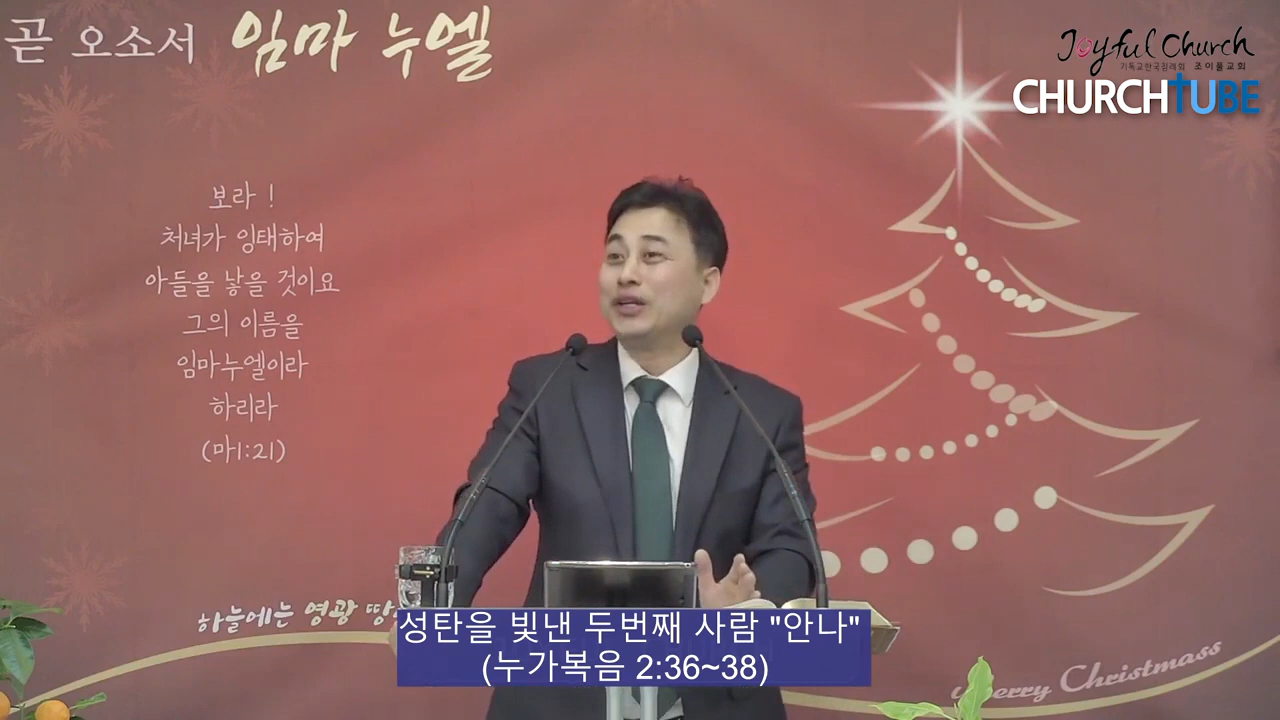 곧 오소서 임마누엘
Joyful Church
기독교한국침례회 조이풀교회
CHURCHTUBE
보라 !
처녀가 잉태하여
아들을 낳을 것이요
그의 이름을
임마누엘이라
하리라
(마1:21)
하늘에는 영광 땅
성탄을 빛낸 두번째 사람 "안나"
(누가복음 2:36~38)
Merry Christmass